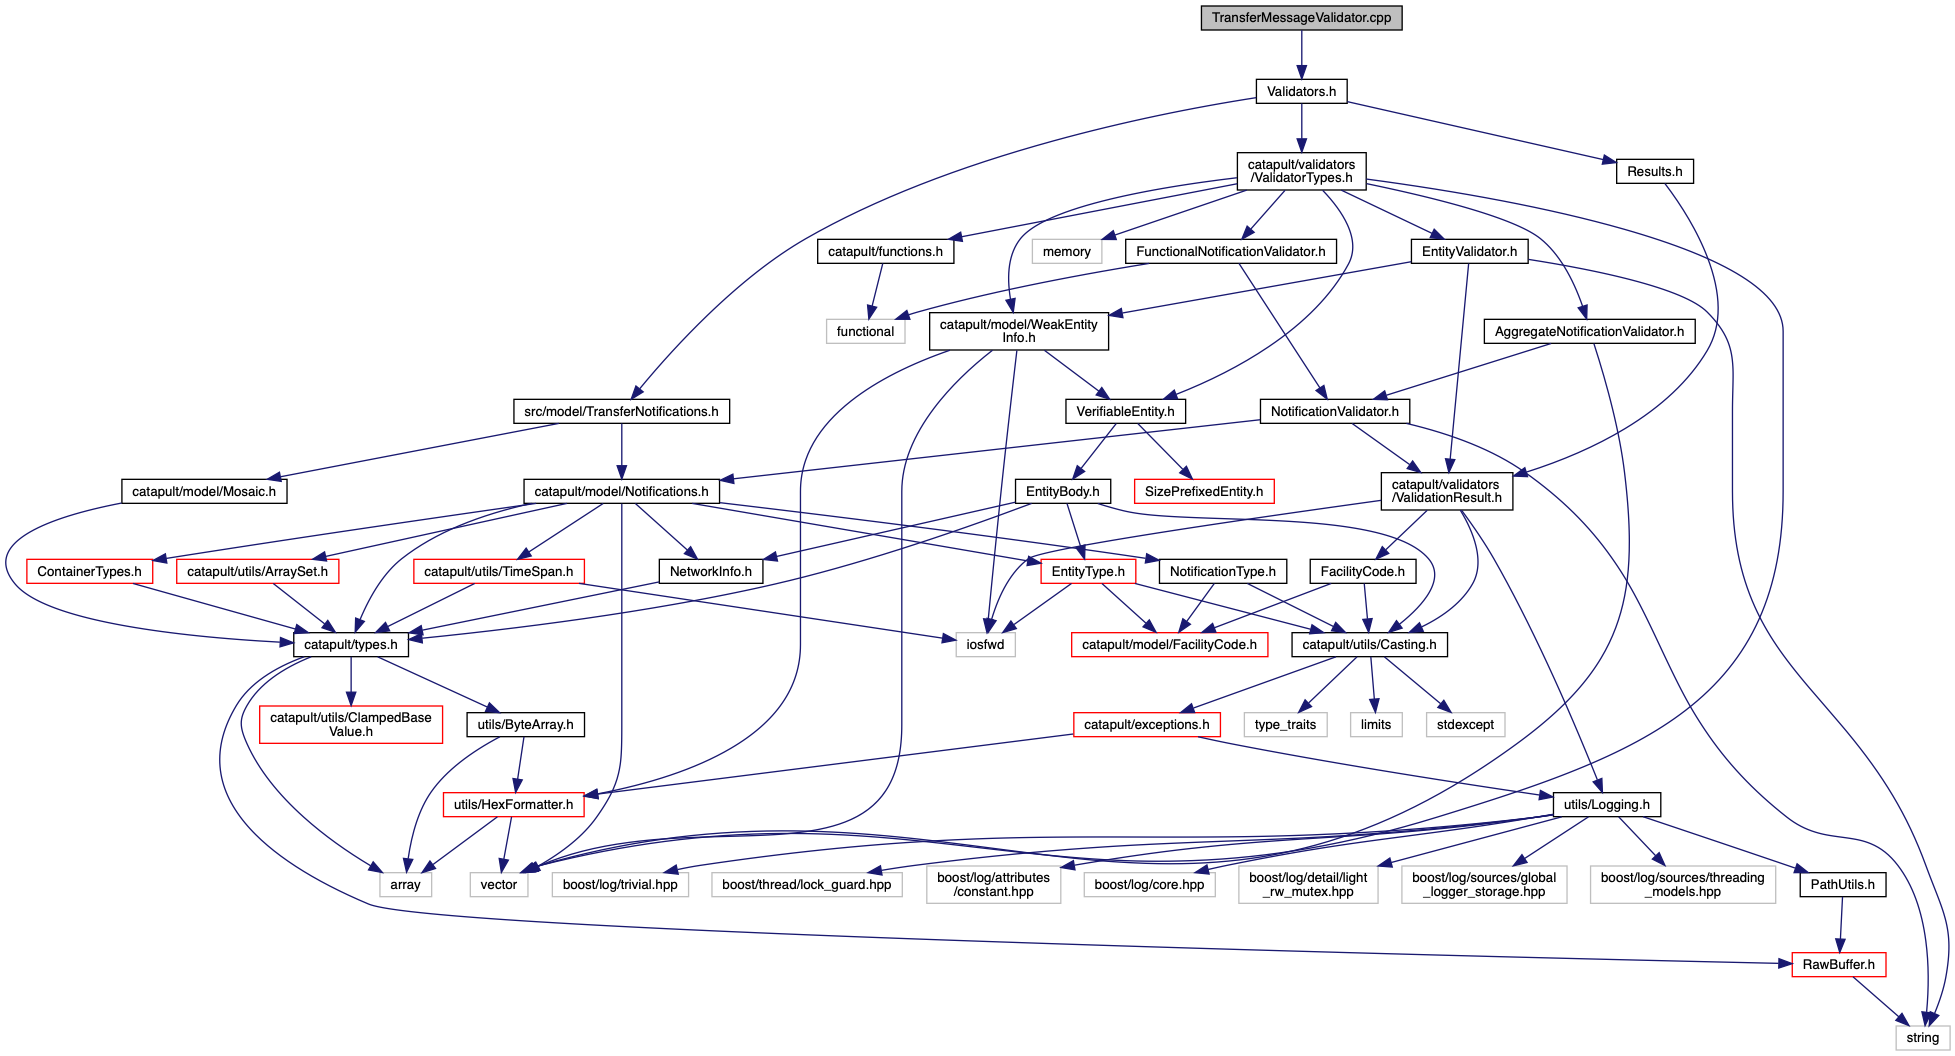 TransferMessageValidator.cpp
Validators.h
catapult/validators
/ValidatorTypes.h
Results.h
catapult/functions.h
memory
FunctionalNotificationValidator.h
EntityValidator.h
functional
catapult/model/WeakEntity
Info.h
AggregateNotificationValidator.h
src/model/TransferNotifications.h
VerifiableEntity.h
NotificationValidator.h
catapult/model/Mosaic.h
catapult/model/Notifications.h
EntityBody.h
SizePrefixedEntity.h
catapult/validators
/ValidationResult.h
ContainerTypes.h
catapult/utils/ArraySet.h
catapult/utils/TimeSpan.h
NetworkInfo.h
EntityType.h
NotificationType.h
FacilityCode.h
catapult/types.h
iosfwd
catapult/model/FacilityCode.h
catapult/utils/Casting.h
catapult/utils/ClampedBase
Value.h
utils/ByteArray.h
catapult/exceptions.h
type_traits
limits
stdexcept
utils/HexFormatter.h
utils/Logging.h
array
vector
boost/log/trivial.hpp
boost/thread/lock_guard.hpp
boost/log/attributes
/constant.hpp
boost/log/core.hpp
boost/log/detail/light
_rw_mutex.hpp
boost/log/sources/global
_logger_storage.hpp
boost/log/sources/threading
_models.hpp
PathUtils.h
RawBuffer.h
string